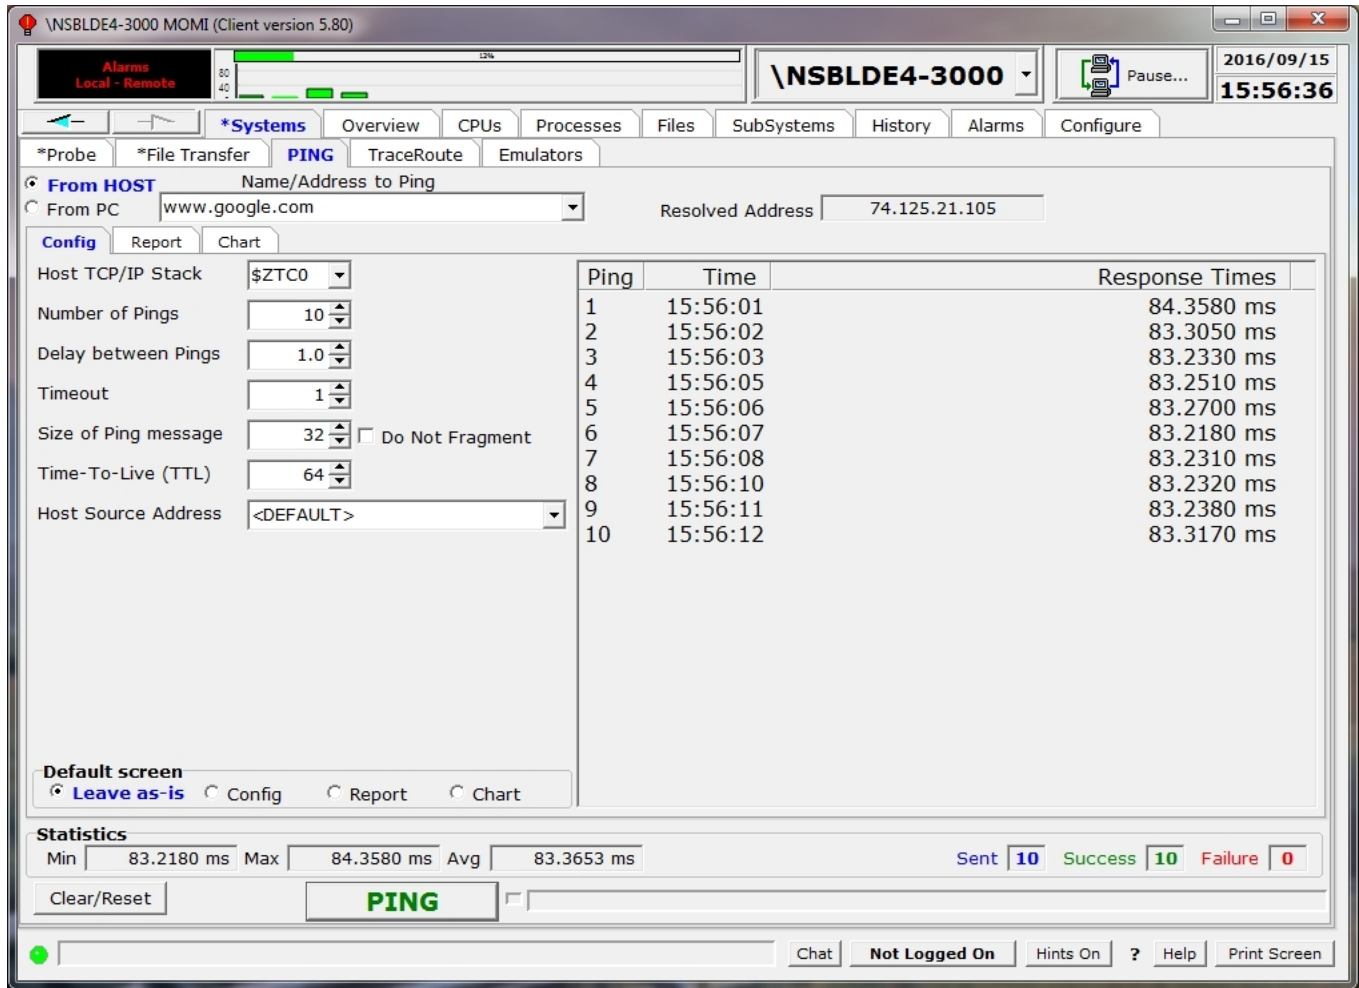 \NSBLDE4-3000 MOMI (Client version 5.80)
Alarms
Local - Remote
80
40
12%
\NSBLDE4-3000
Pause...
2016/09/15
15:56:36
*Systems Overview CPUs Processes Files SubSystems History Alarms Configure
*Probe *File Transfer PING TraceRoute Emulators
From HOST Name/Address to Ping
From PC www.google.com Resolved Address 74.125.21.105
Config Report Chart
Host TCP/IP Stack $ZTC0
Number of Pings 10
Delay between Pings 1.0
Timeout 1
Size of Ping message 32 Do Not Fragment
Time-To-Live (TTL) 64
Host Source Address <DEFAULT>
Ping Time Response Times
1 15:56:01 84.3580 ms
2 15:56:02 83.3050 ms
3 15:56:03 83.2330 ms
4 15:56:05 83.2510 ms
5 15:56:06 83.2700 ms
6 15:56:07 83.2180 ms
7 15:56:08 83.2310 ms
8 15:56:10 83.2320 ms
9 15:56:11 83.2380 ms
10 15:56:12 83.3170 ms
Default screen
Leave as-is Config Report Chart
Statistics
Min 83.2180 ms Max 84.3580 ms Avg 83.3653 ms Sent 10 Success 10 Failure 0
Clear/Reset PING
Chat Not Logged On Hints On ? Help Print Screen